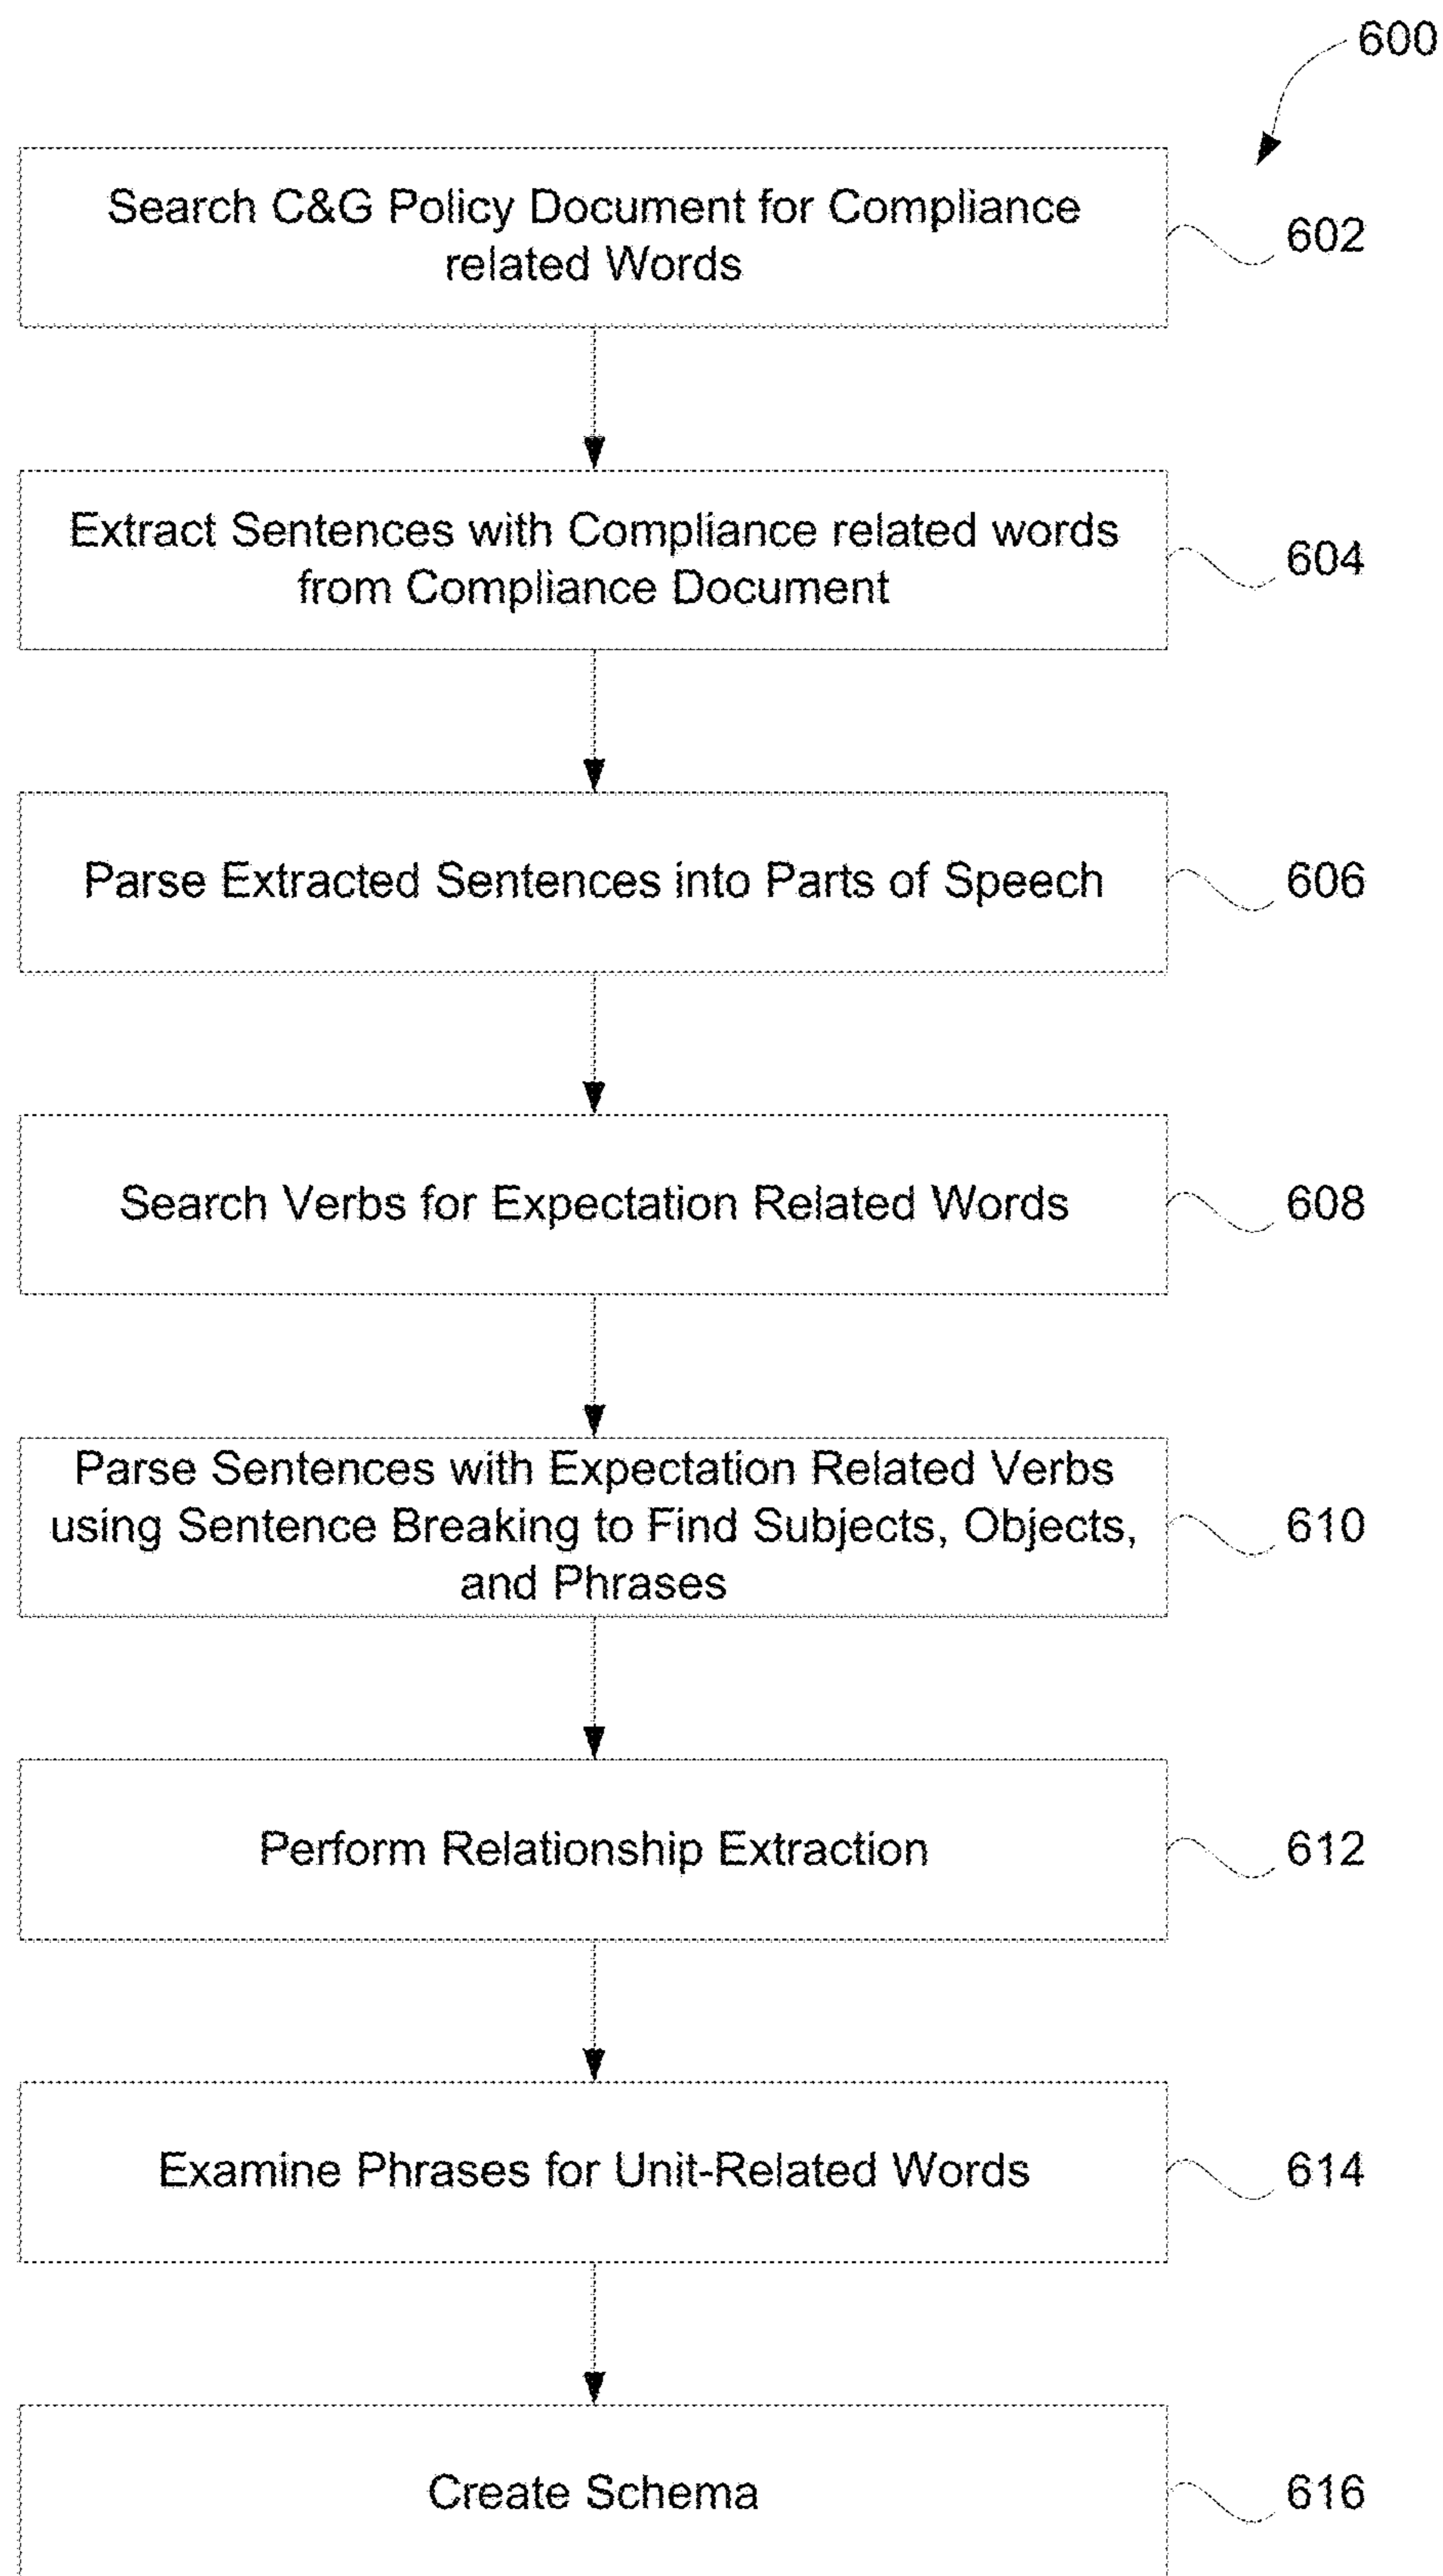 600
Search C&G Policy Document for Compliance
related Words
602
Extract Sentences with Compliance related words
from Compliance Document
604
Parse Extracted Sentences into Parts of Speech
606
Search Verbs for Expectation Related Words
608
Parse Sentences with Expectation Related Verbs
using Sentence Breaking to Find Subjects, Objects,
and Phrases
610
Perform Relationship Extraction
612
Examine Phrases for Unit-Related Words
614
Create Schema
616